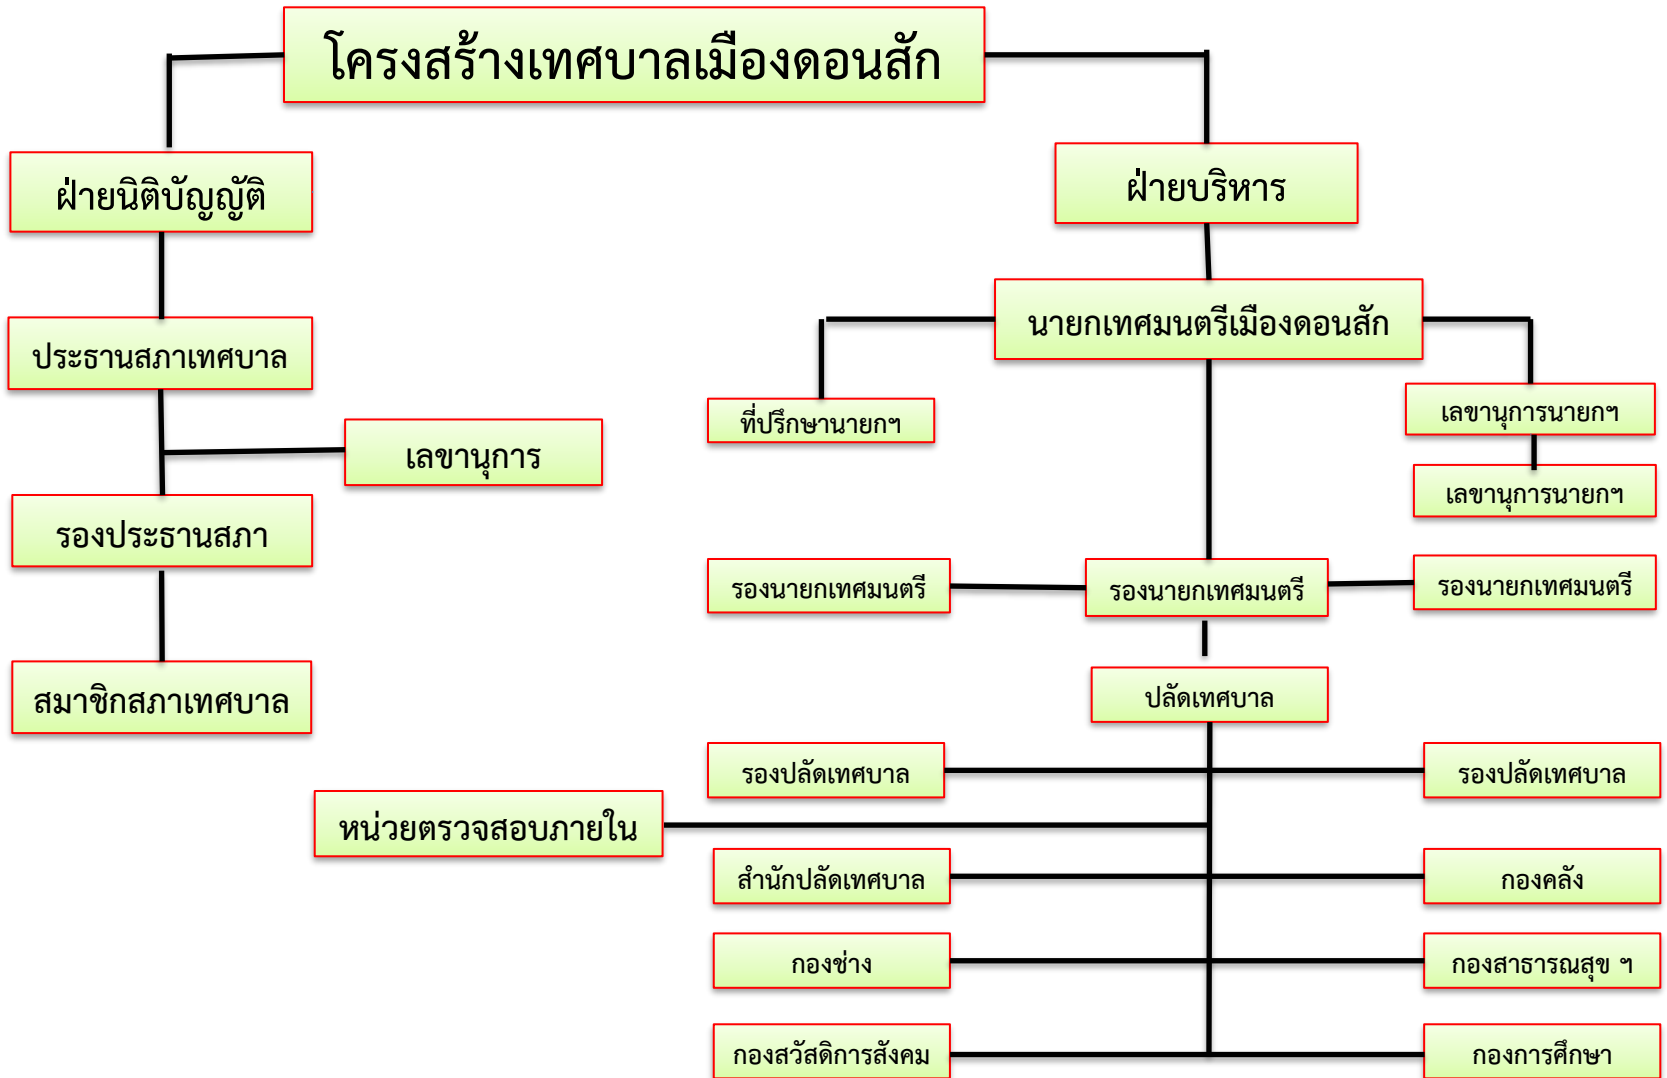 โครงสร้างเทศบาลเมืองดอนสัก
ฝ่ายนิติบัญญัติ
ฝ่ายบริหาร
ประธานสภาเทศบาล
นายกเทศมนตรีเมืองดอนสัก
ที่ปรึกษานายกฯ
เลขานุการนายกฯ
เลขานุการ
เลขานุการนายกฯ
รองประธานสภา
รองนายกเทศมนตรี
รองนายกเทศมนตรี
รองนายกเทศมนตรี
สมาชิกสภาเทศบาล
ปลัดเทศบาล
รองปลัดเทศบาล
รองปลัดเทศบาล
หน่วยตรวจสอบภายใน
สำนักปลัดเทศบาล
กองคลัง
กองช่าง
กองสาธารณสุข ฯ
กองสวัสดิการสังคม
กองการศึกษา